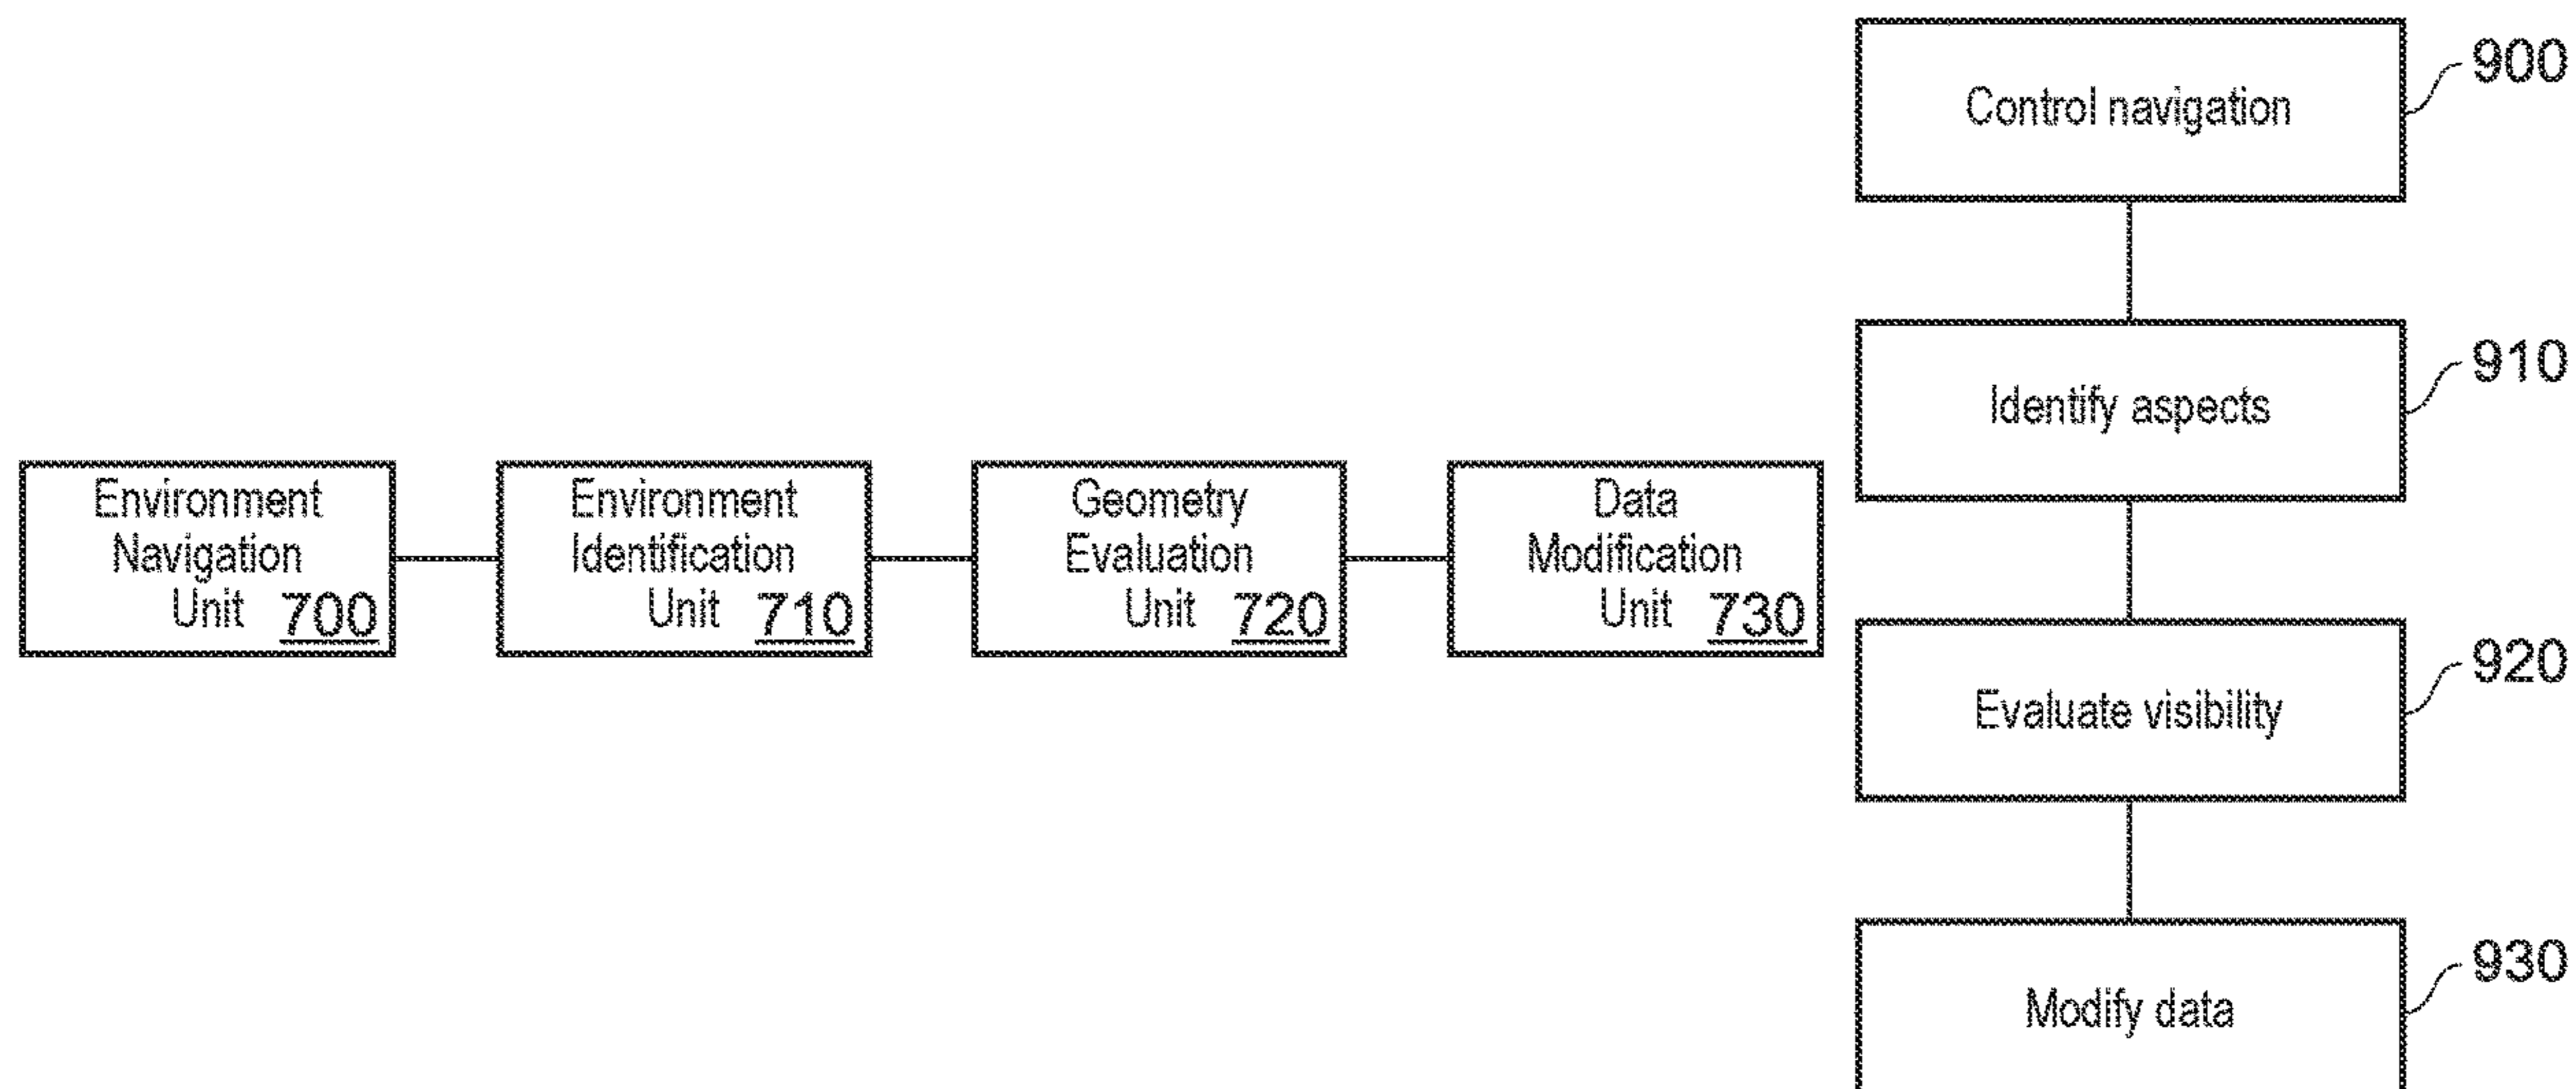 Environment
Navigation
Unit 700
Environment
Identification
Unit 710
Geometry
Evaluation
Unit 720
Data
Modification
Unit 730
Control navigation
900
Identify aspects
910
Evaluate visibility
920
Modify data
930